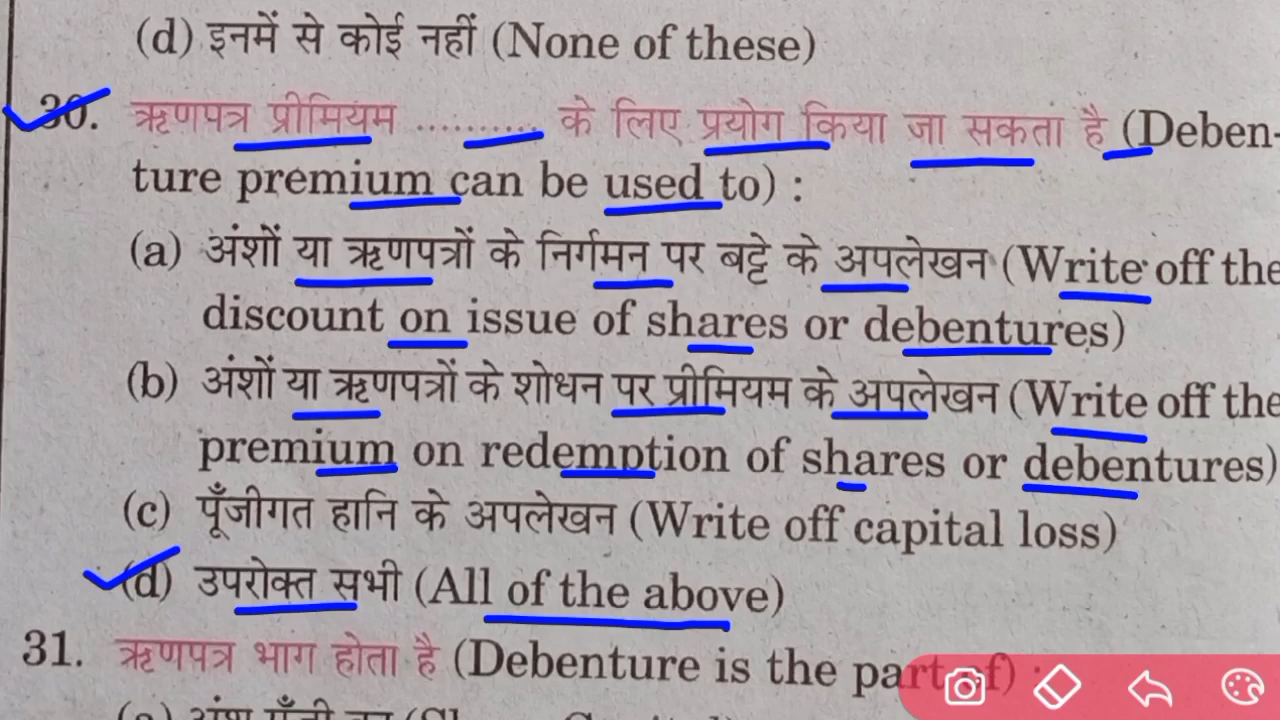 (d) इनमें से कोई नहीं (None of these)
30. ऋणपत्र प्रीमियम .......... के लिए प्रयोग किया जा सकता है (Deben-
ture premium can be used to) :
(a) अंशों या ऋणपत्रों के निर्गमन पर बट्टे के अपलेखन (Write off the
discount on issue of shares or debentures)
(b) अंशों या ऋणपत्रों के शोधन पर प्रीमियम के अपलेखन (Write off the
premium on redemption of shares or debentures)
(c) पूँजीगत हानि के अपलेखन (Write off capital loss)
(d) उपरोक्त सभी (All of the above)
31. ऋणपत्र भाग होता है (Debenture is the part of) :